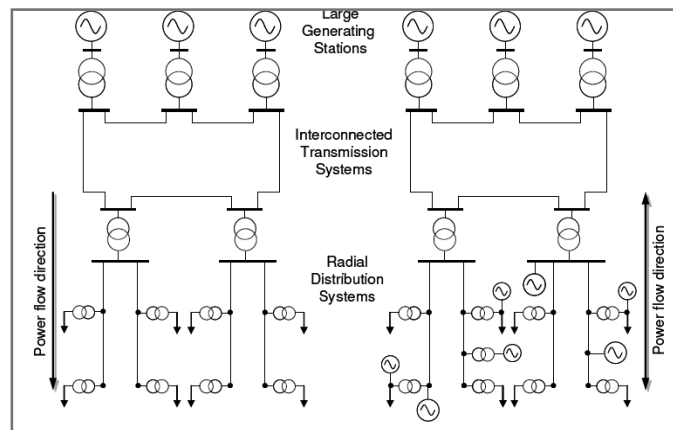 Large
Generating
Stations
Interconnected
Transmission
Systems
Radial
Distribution
Systems
Power flow direction
Power flow direction